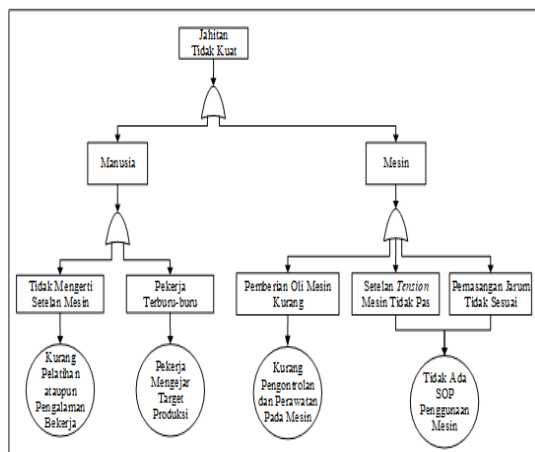 Jahitan
Tidak Kuat
Manusia
Mesin
Tidak Mengerti
Setelan Mesin
Pekerja
Terburu-buru
Pemberian Oli Mesin
Kurang
Setelan Tension
Mesin Tidak Pas
Pemasangan Jarum
Tidak Sesuai
Kurang
Pelatihan
ataupun
Pengalaman
Bekerja
Pekerja
Mengejar
Target
Produksi
Kurang
Pengontrolan
dan Perawatan
Pada Mesin
Tidak Ada
SOP
Penggunaan
Mesin